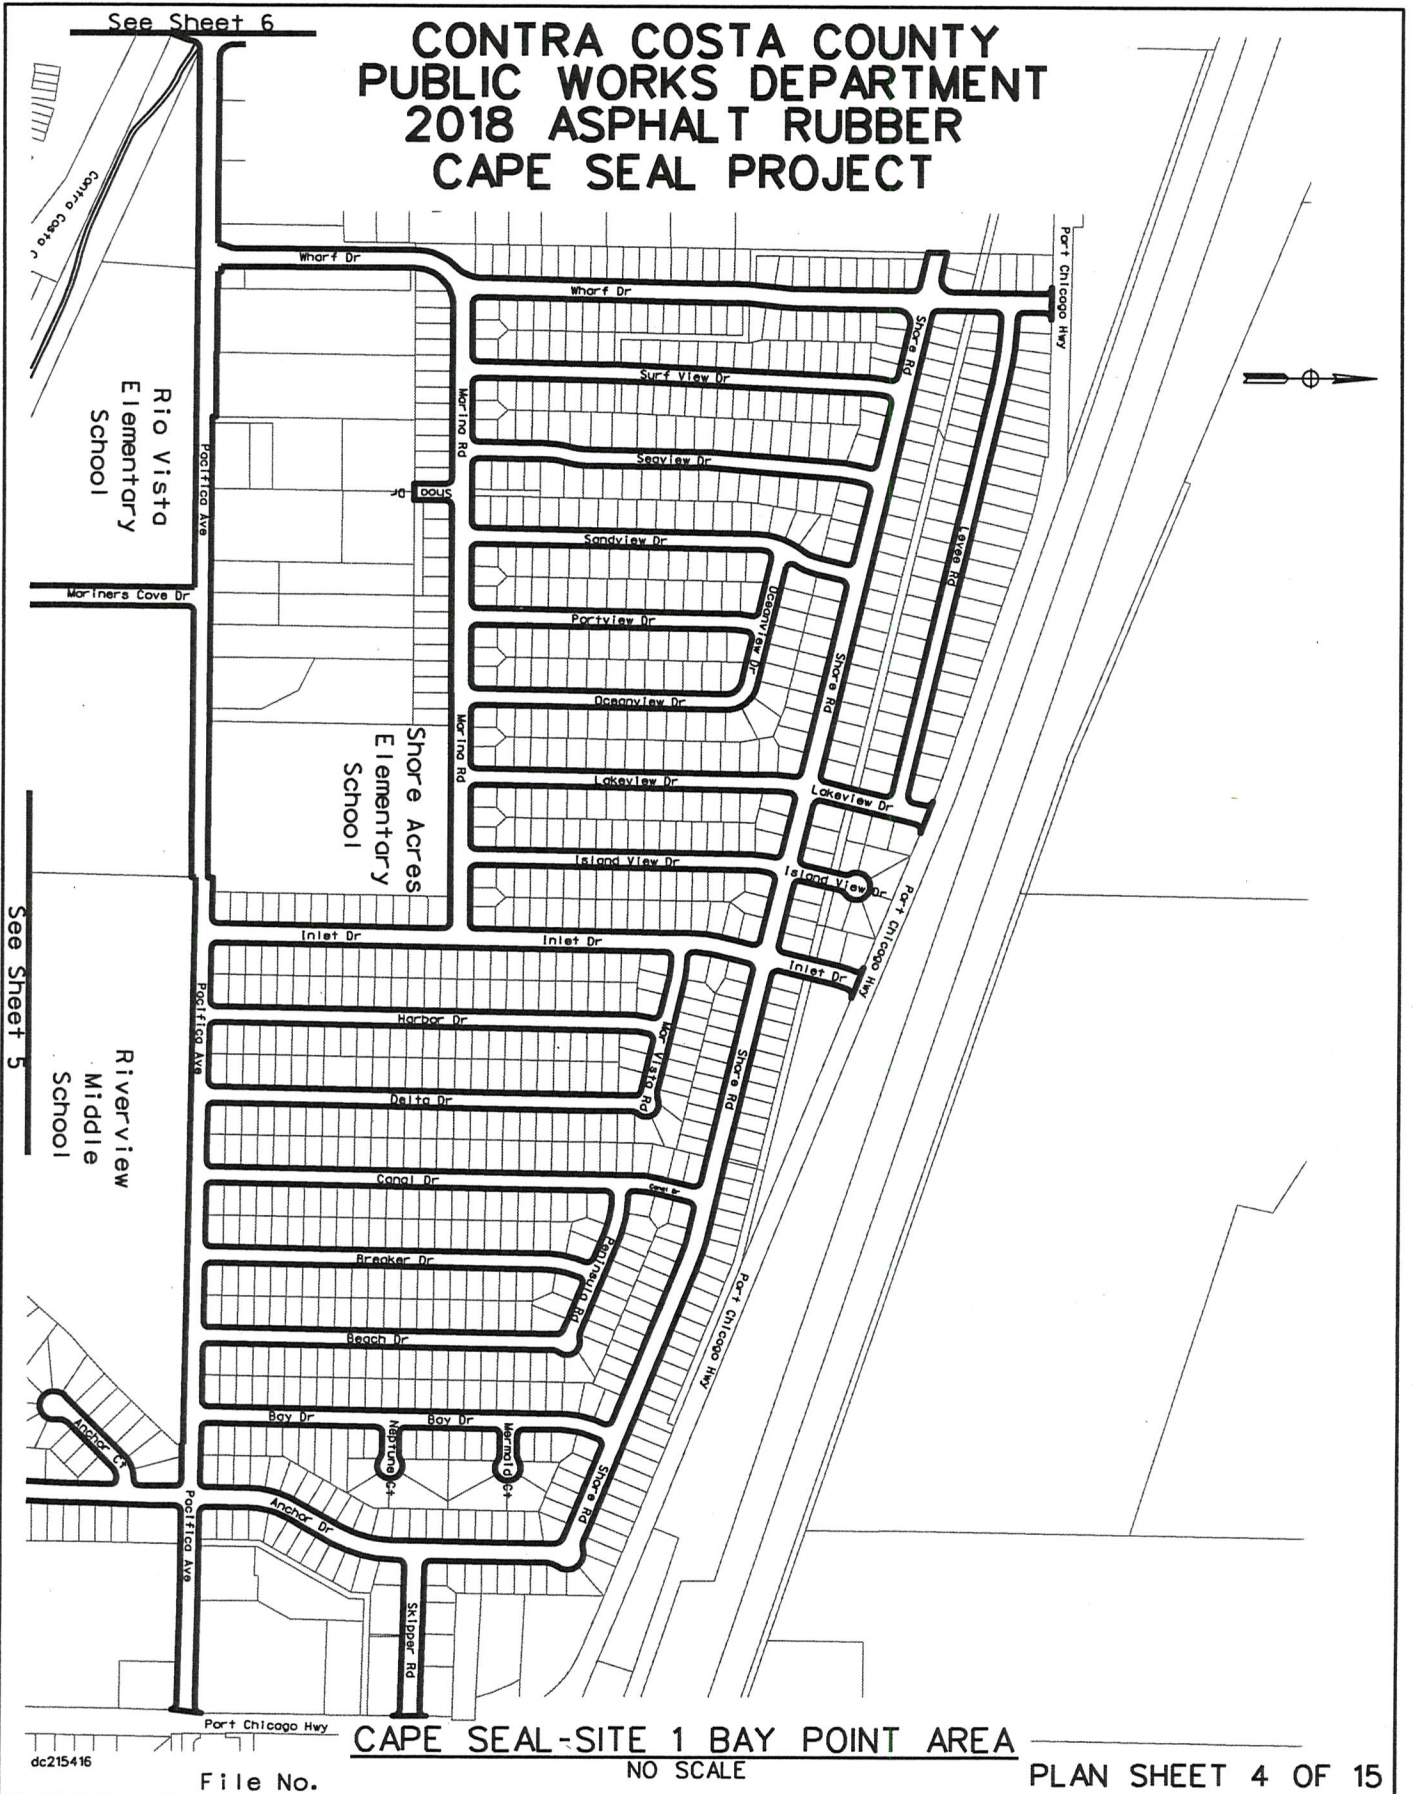 See Sheet 6
CONTRA COSTA COUNTY
PUBLIC WORKS DEPARTMENT
2018 ASPHALT RUBBER
CAPE SEAL PROJECT
Contra Costa C
Wharf Dr
Wharf Dr
Port Chicago Hwy
Shore Rd
Surf View Dr
Marina Rd
Rio Vista
Elementary
School
Pacifica Ave
Seaview Dr
Shoal Dr
Sandview Dr
Levee Rd
Mariners Cove Dr
Portview Dr
Oceanview Dr
Shore Rd
Oceanview Dr
Marina Rd
Shore Acres
Elementary
School
Lakeview Dr
Lakeview Dr
Island View Dr
Island View Dr
Port Chicago Hwy
See Sheet 5
Inlet Dr
Inlet Dr
Inlet Dr
Pacifica Ave
Harbor Dr
Mar Vista Rd
Shore Rd
Riverview
Middle
School
Delta Dr
Canal Dr
Canal Dr
Breaker Dr
Peninsula Rd
Port Chicago Hwy
Beach Dr
Bay Dr
Bay Dr
Neptune Ct
Mermaid Ct
Anchor Ct
Shore Rd
Anchor Dr
Pacifica Ave
Skipper Rd
Port Chicago Hwy
CAPE SEAL-SITE 1 BAY POINT AREA
NO SCALE
dc215416
File No.
PLAN SHEET 4 OF 15